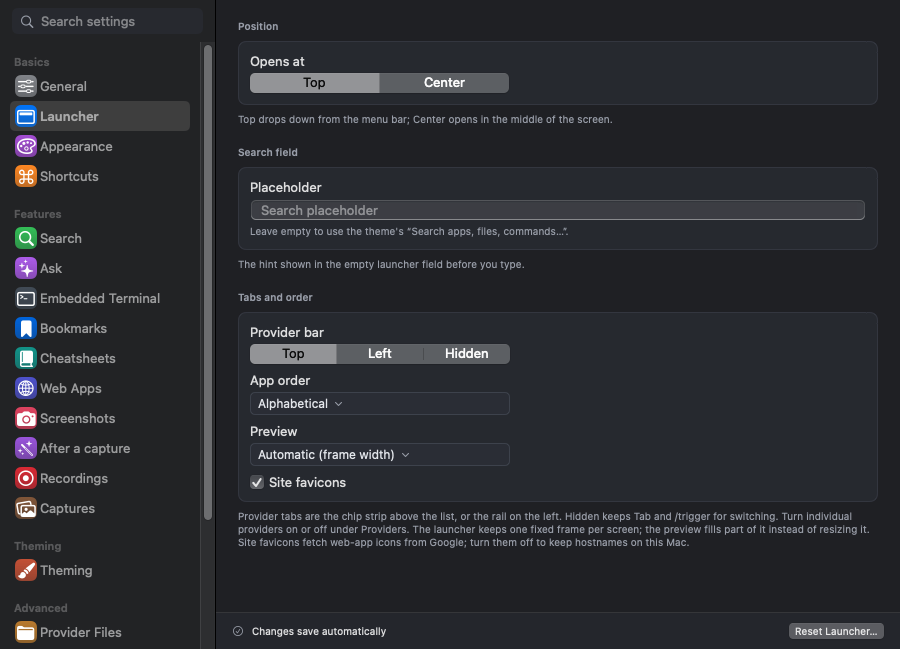 Search settings
Basics
General
Launcher
Appearance
Shortcuts
Features
Search
Ask
Embedded Terminal
Bookmarks
Cheatsheets
Web Apps
Screenshots
After a capture
Recordings
Captures
Theming
Theming
Advanced
Provider Files
Position
Opens at
Top Center
Top drops down from the menu bar; Center opens in the middle of the screen.
Search field
Placeholder
Search placeholder
Leave empty to use the theme's “Search apps, files, commands…”.
The hint shown in the empty launcher field before you type.
Tabs and order
Provider bar
Top Left Hidden
App order
Alphabetical
Preview
Automatic (frame width)
Site favicons
Provider tabs are the chip strip above the list, or the rail on the left. Hidden keeps Tab and /trigger for switching. Turn individual
providers on or off under Providers. The launcher keeps one fixed frame per screen; the preview fills part of it instead of resizing it.
Site favicons fetch web-app icons from Google; turn them off to keep hostnames on this Mac.
Changes save automatically
Reset Launcher...